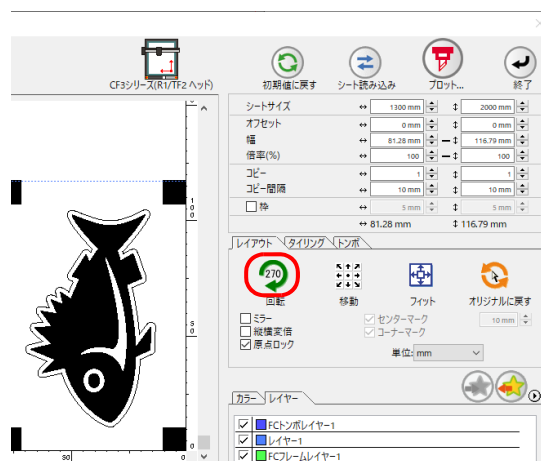 CF3シリーズ(R1/TF2 ヘッド)
初期値に戻す シート読み込み プロット... 終了
シートサイズ ↔ 1300 mm ↕ 2000 mm
オフセット ↔ 0 mm ↕ 0 mm
幅 ↔ 81.28 mm ↕ 116.79 mm
倍率(%) ↔ 100 ↕ 100
コピー ↔ 1 ↕ 1
コピー間隔 ↔ 10 mm ↕ 10 mm
枠 ↔ 5 mm ↕ 5 mm
↔ 81.28 mm ↕ 116.79 mm
レイアウト タイリング トンボ
270
回転 移動 フィット オリジナルに戻す
ミラー センターマーク 10 mm
縦横変倍 コーナーマーク
原点ロック
単位: mm
カラー レイヤー
FCトンボレイヤー1
レイヤー1
FCフレームレイヤー1
100
50
0
50 0